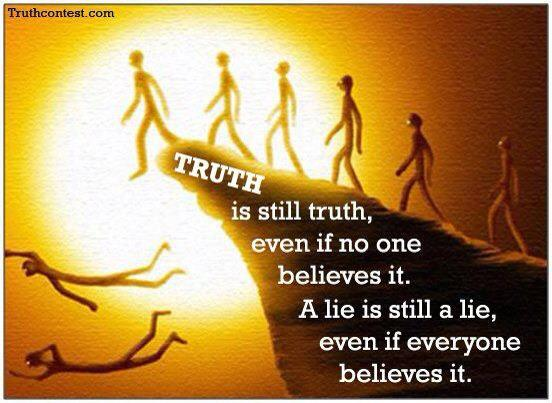 Truthcontest.com
TRUTH
is still truth,
even if no one
believes it.
A lie is still a lie,
even if everyone
believes it.